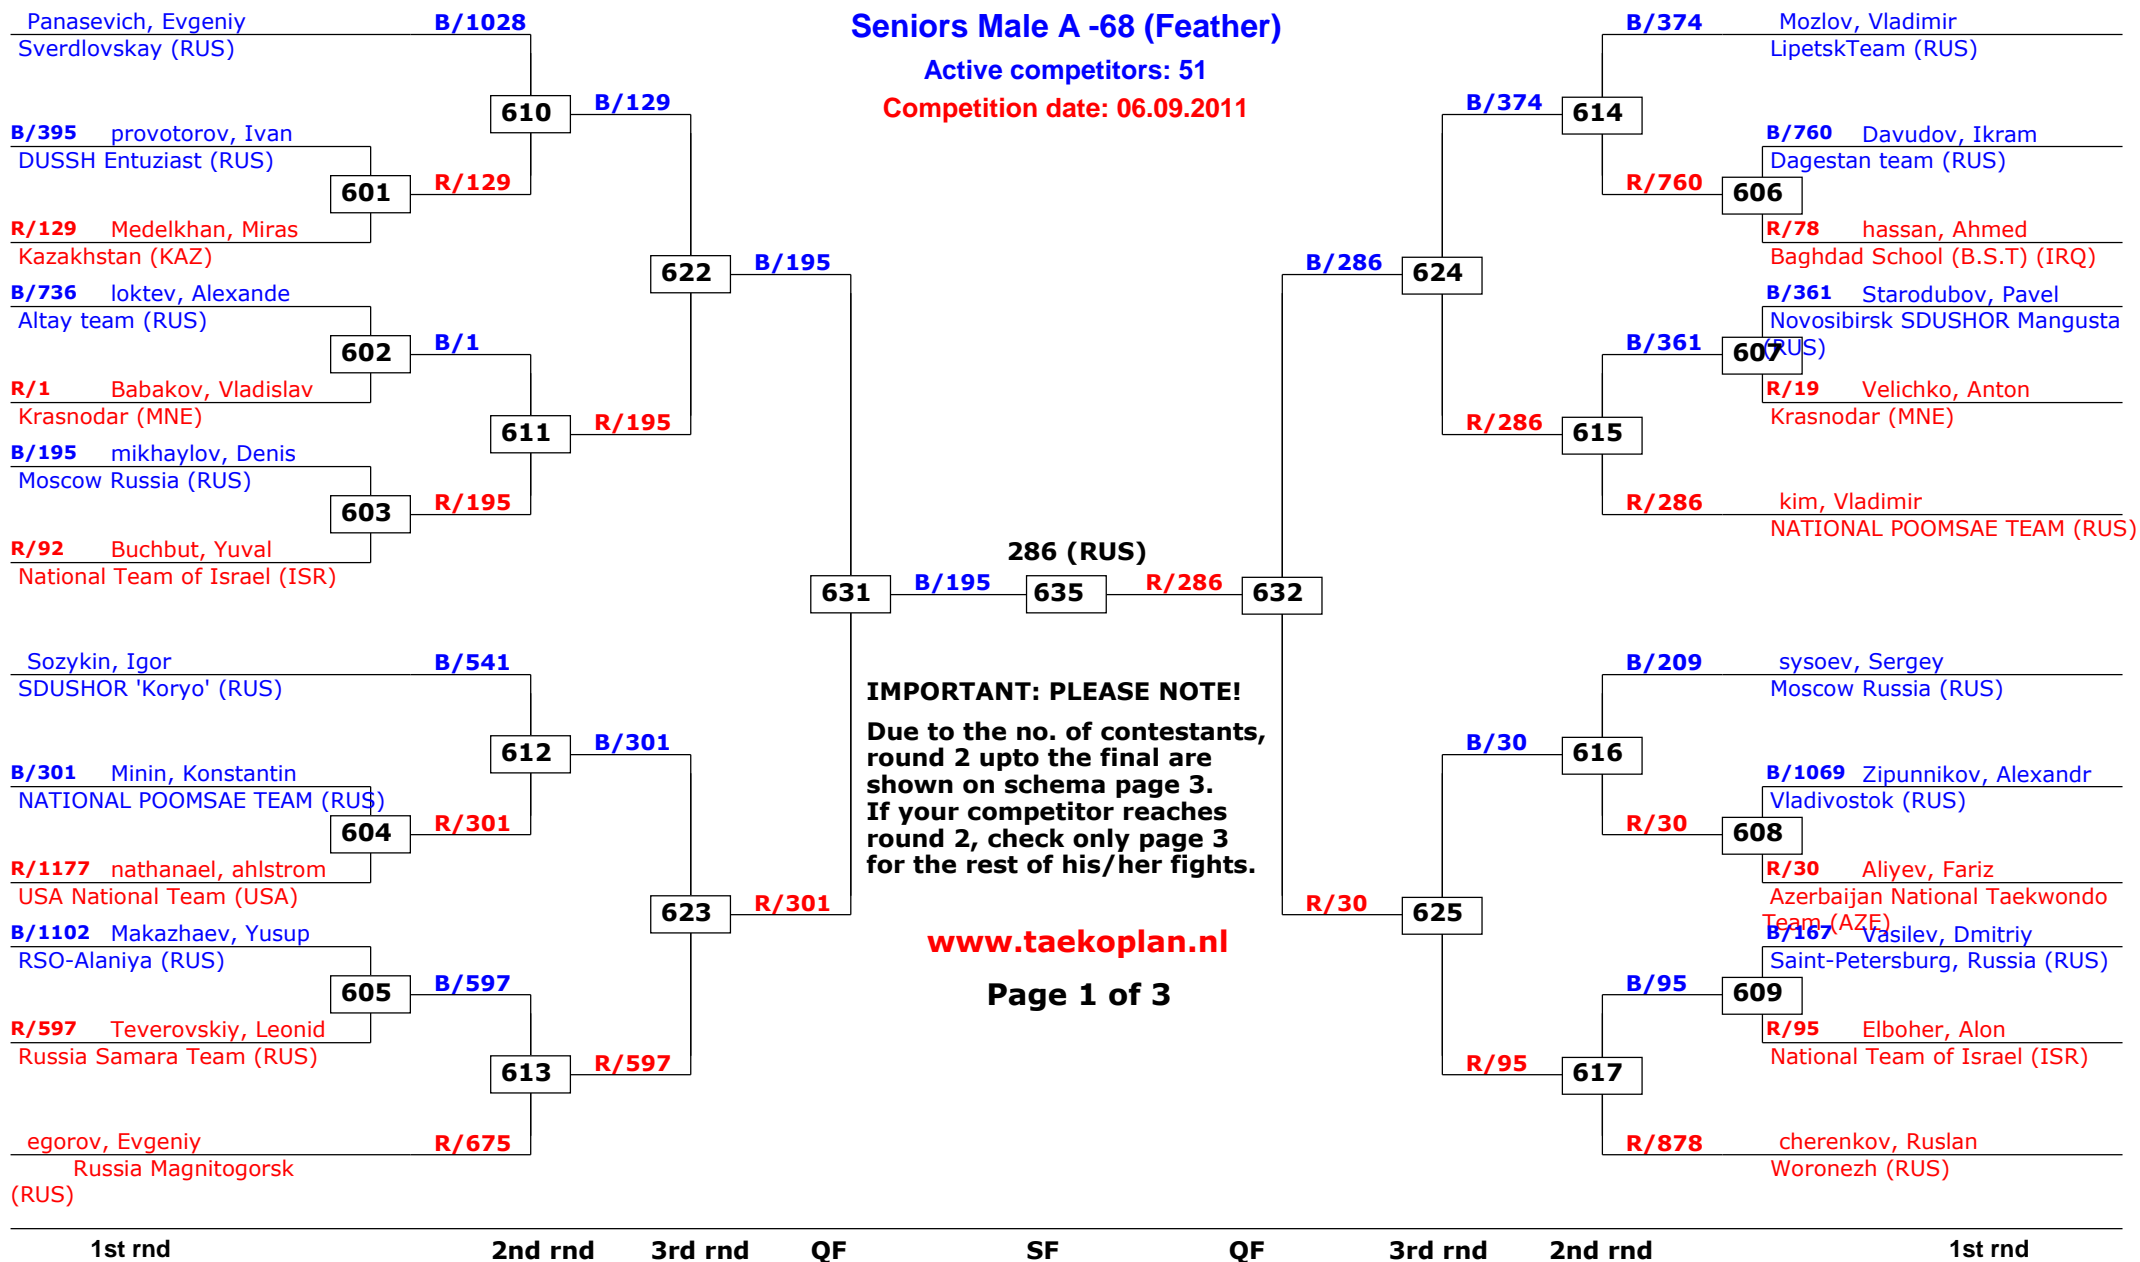 Seniors Male A -68 (Feather)
Active competitors: 51
Competition date: 06.09.2011
Panasevich, Evgeniy
B/1028
Sverdlovskay (RUS)
610
B/129
B/395 provotorov, Ivan
DUSSH Entuziast (RUS)
601
R/129
R/129 Medelkhan, Miras
Kazakhstan (KAZ)
622
B/195
B/736 loktev, Alexande
Altay team (RUS)
602
B/1
R/1 Babakov, Vladislav
Krasnodar (MNE)
611
R/195
B/195 mikhaylov, Denis
Moscow Russia (RUS)
603
R/195
R/92 Buchbut, Yuval
National Team of Israel (ISR)
631
B/195
286 (RUS)
635
R/286
632
Sozykin, Igor
B/541
SDUSHOR 'Koryo' (RUS)
612
B/301
B/301 Minin, Konstantin
NATIONAL POOMSAE TEAM (RUS)
604
R/301
R/1177 nathanael, ahlstrom
USA National Team (USA)
623
R/301
B/1102 Makazhaev, Yusup
RSO-Alaniya (RUS)
605
B/597
R/597 Teverovskiy, Leonid
Russia Samara Team (RUS)
613
R/597
egorov, Evgeniy
R/675
Russia Magnitogorsk
(RUS)
IMPORTANT: PLEASE NOTE!
Due to the no. of contestants,
round 2 upto the final are
shown on schema page 3.
If your competitor reaches
round 2, check only page 3
for the rest of his/her fights.
www.taekoplan.nl
Page 1 of 3
B/374
Mozlov, Vladimir
LipetskTeam (RUS)
B/374
614
B/760 Davudov, Ikram
Dagestan team (RUS)
R/760
606
R/78 hassan, Ahmed
Baghdad School (B.S.T) (IRQ)
B/286
624
B/361 Starodubov, Pavel
Novosibirsk SDUSHOR Mangusta
(RUS)
B/361
607
R/19 Velichko, Anton
Krasnodar (MNE)
R/286
615
R/286
kim, Vladimir
NATIONAL POOMSAE TEAM (RUS)
B/209
sysoev, Sergey
Moscow Russia (RUS)
B/30
616
B/1069 Zipunnikov, Alexandr
Vladivostok (RUS)
R/30
608
R/30 Aliyev, Fariz
Azerbaijan National Taekwondo
Team (AZE)
R/30
625
B/167 Vasilev, Dmitriy
Saint-Petersburg, Russia (RUS)
B/95
609
R/95 Elboher, Alon
National Team of Israel (ISR)
R/95
617
R/878
cherenkov, Ruslan
Woronezh (RUS)
1st rnd 2nd rnd 3rd rnd QF SF QF 3rd rnd 2nd rnd 1st rnd